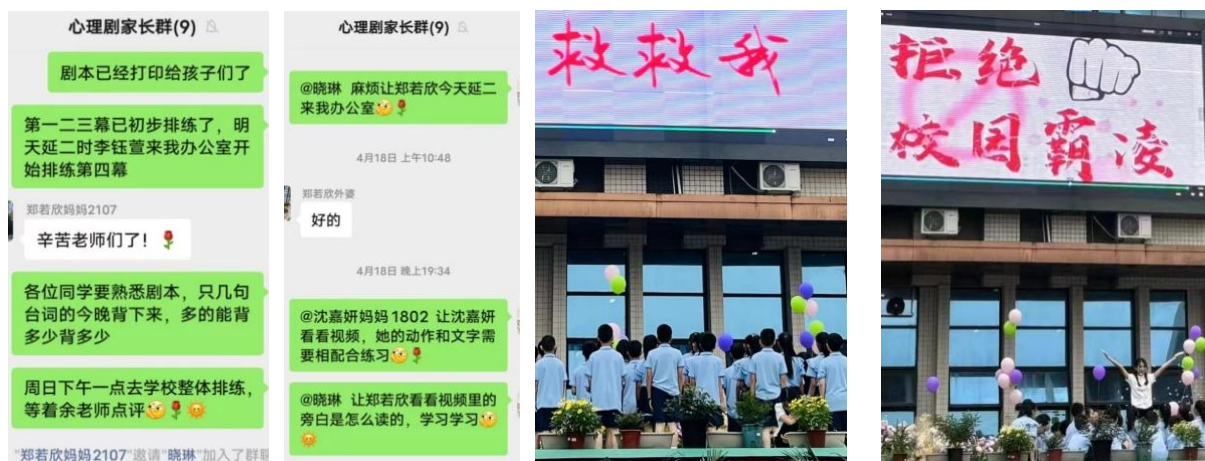 心理剧家长群(9)
剧本已经打印给孩子们了
第一二三幕已初步排练了，明
天延二时李钰萱来我办公室开
始排练第四幕
郑若欣妈妈2107
辛苦老师们了！
各位同学要熟悉剧本，只几句
台词的今晚背下来，多的能背
多少背多少
周日下午一点去学校整体排练，
等着余老师点评
"郑若欣妈妈2107"邀请"晓琳"加入了群聊
心理剧家长群(9)
@晓琳 麻烦让郑若欣今天延二
来我办公室
4月18日 上午10:48
郑若欣外婆
好的
4月18日 晚上19:34
@沈嘉妍妈妈1802 让沈嘉妍
看看视频，她的动作和文字需
要相配合练习
@晓琳 让郑若欣看看视频里的
旁白是怎么读的，学习学习
救救我
拒绝
校园霸凌